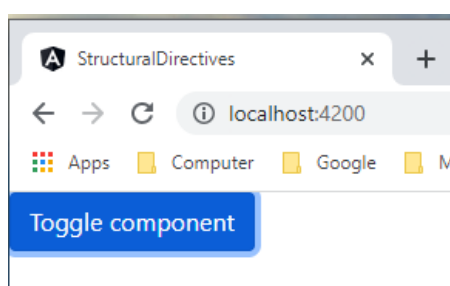 StructuralDirectives
localhost:4200
Apps Computer Google
Toggle component